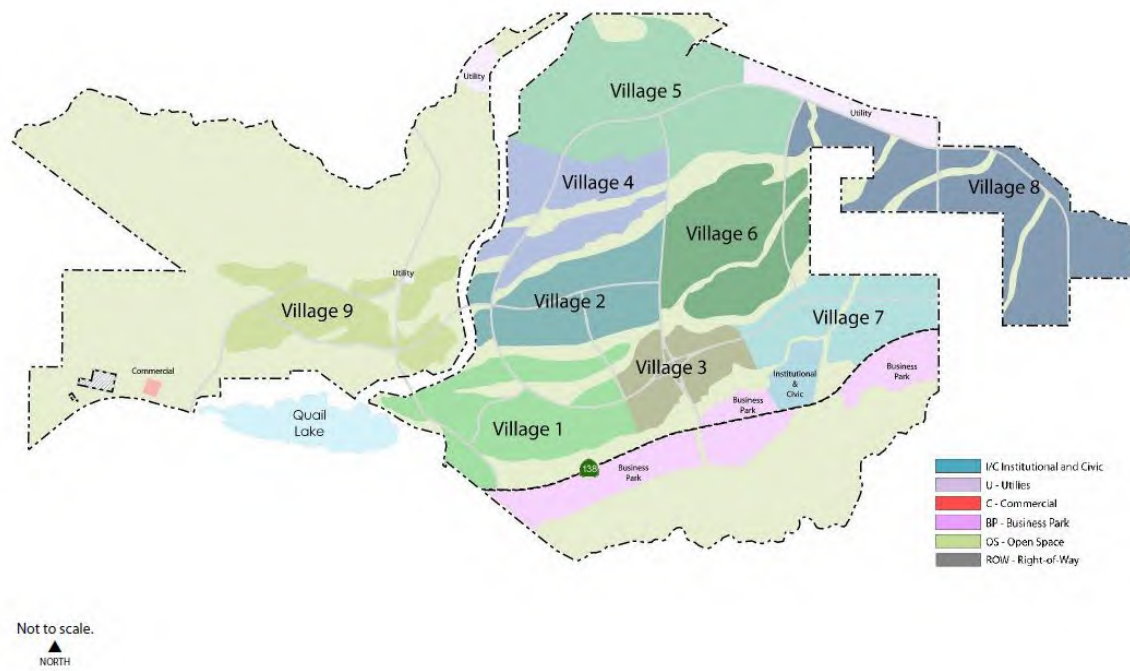 Utility
Village 5
Utility
Village 4
Village 8
Village 6
Utility
Village 9
Village 2
Village 7
Commercial
Village 3
Business
Park
Institutional
&
Civic
Quail
Lake
Business
Park
Village 1
138
Business
Park
I/C Institutional and Civic
U - Utilies
C - Commercial
BP - Business Park
OS - Open Space
ROW - Right-of-Way
Not to scale.
NORTH